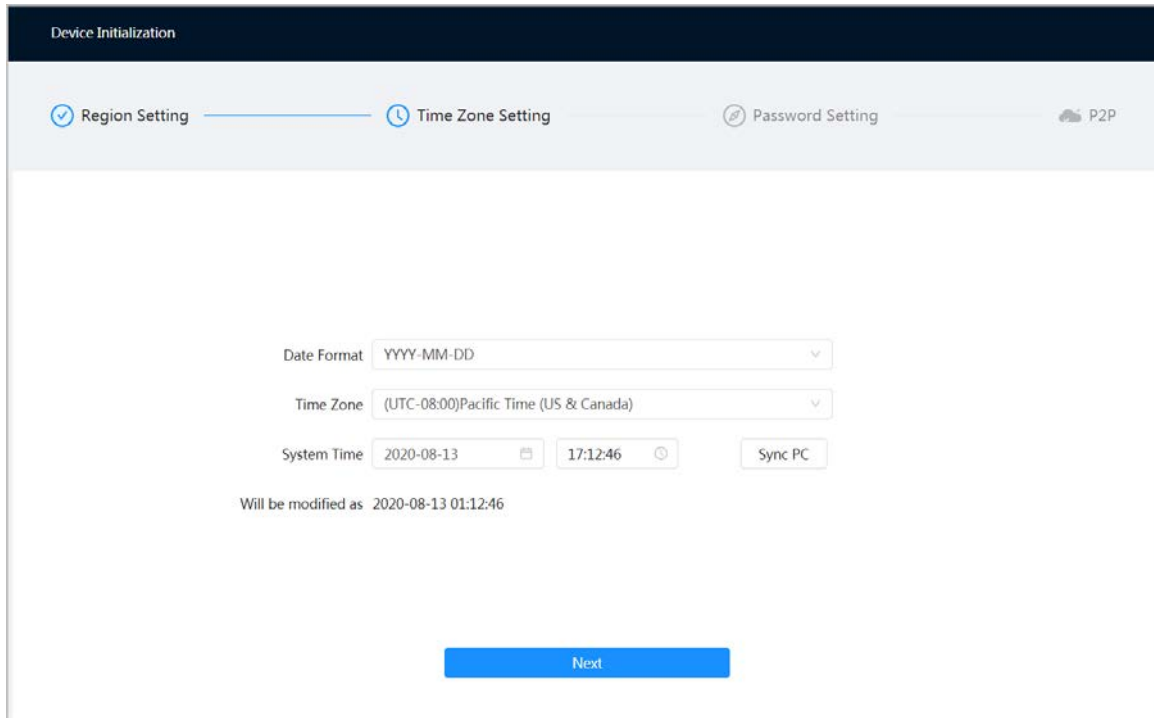 Device Initialization
Region Setting Time Zone Setting Password Setting P2P
Date Format YYYY-MM-DD
Time Zone (UTC-08:00)Pacific Time (US & Canada)
System Time 2020-08-13 17:12:46 Sync PC
Will be modified as 2020-08-13 01:12:46
Next